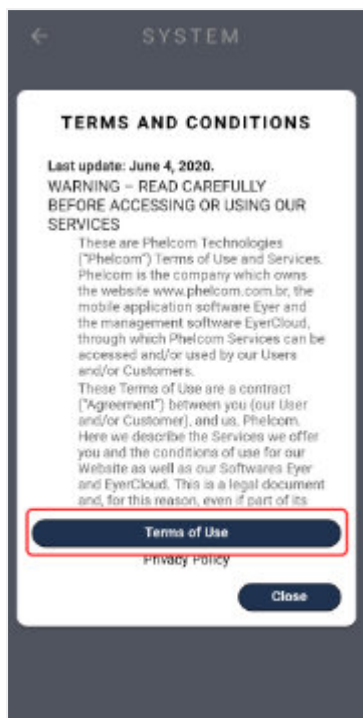 SYSTEM
TERMS AND CONDITIONS
Last update: June 4, 2020.
WARNING – READ CAREFULLY
BEFORE ACCESSING OR USING OUR
SERVICES
These are Phelcom Technologies
("Phelcom") Terms of Use and Services.
Phelcom is the company which owns
the website www.phelcom.com.br, the
mobile application software Eyer and
the management software EyerCloud,
through which Phelcom Services can be
accessed and/or used by our Users
and/or Customers.
These Terms of Use are a contract
("Agreement") between you (our User
and/or Customer), and us, Phelcom.
Here we describe the Services we offer
you and the conditions of use for our
Website as well as our Softwares Eyer
and EyerCloud. This is a legal document
and, for this reason, even if part of its
Terms of Use
Privacy Policy
Close